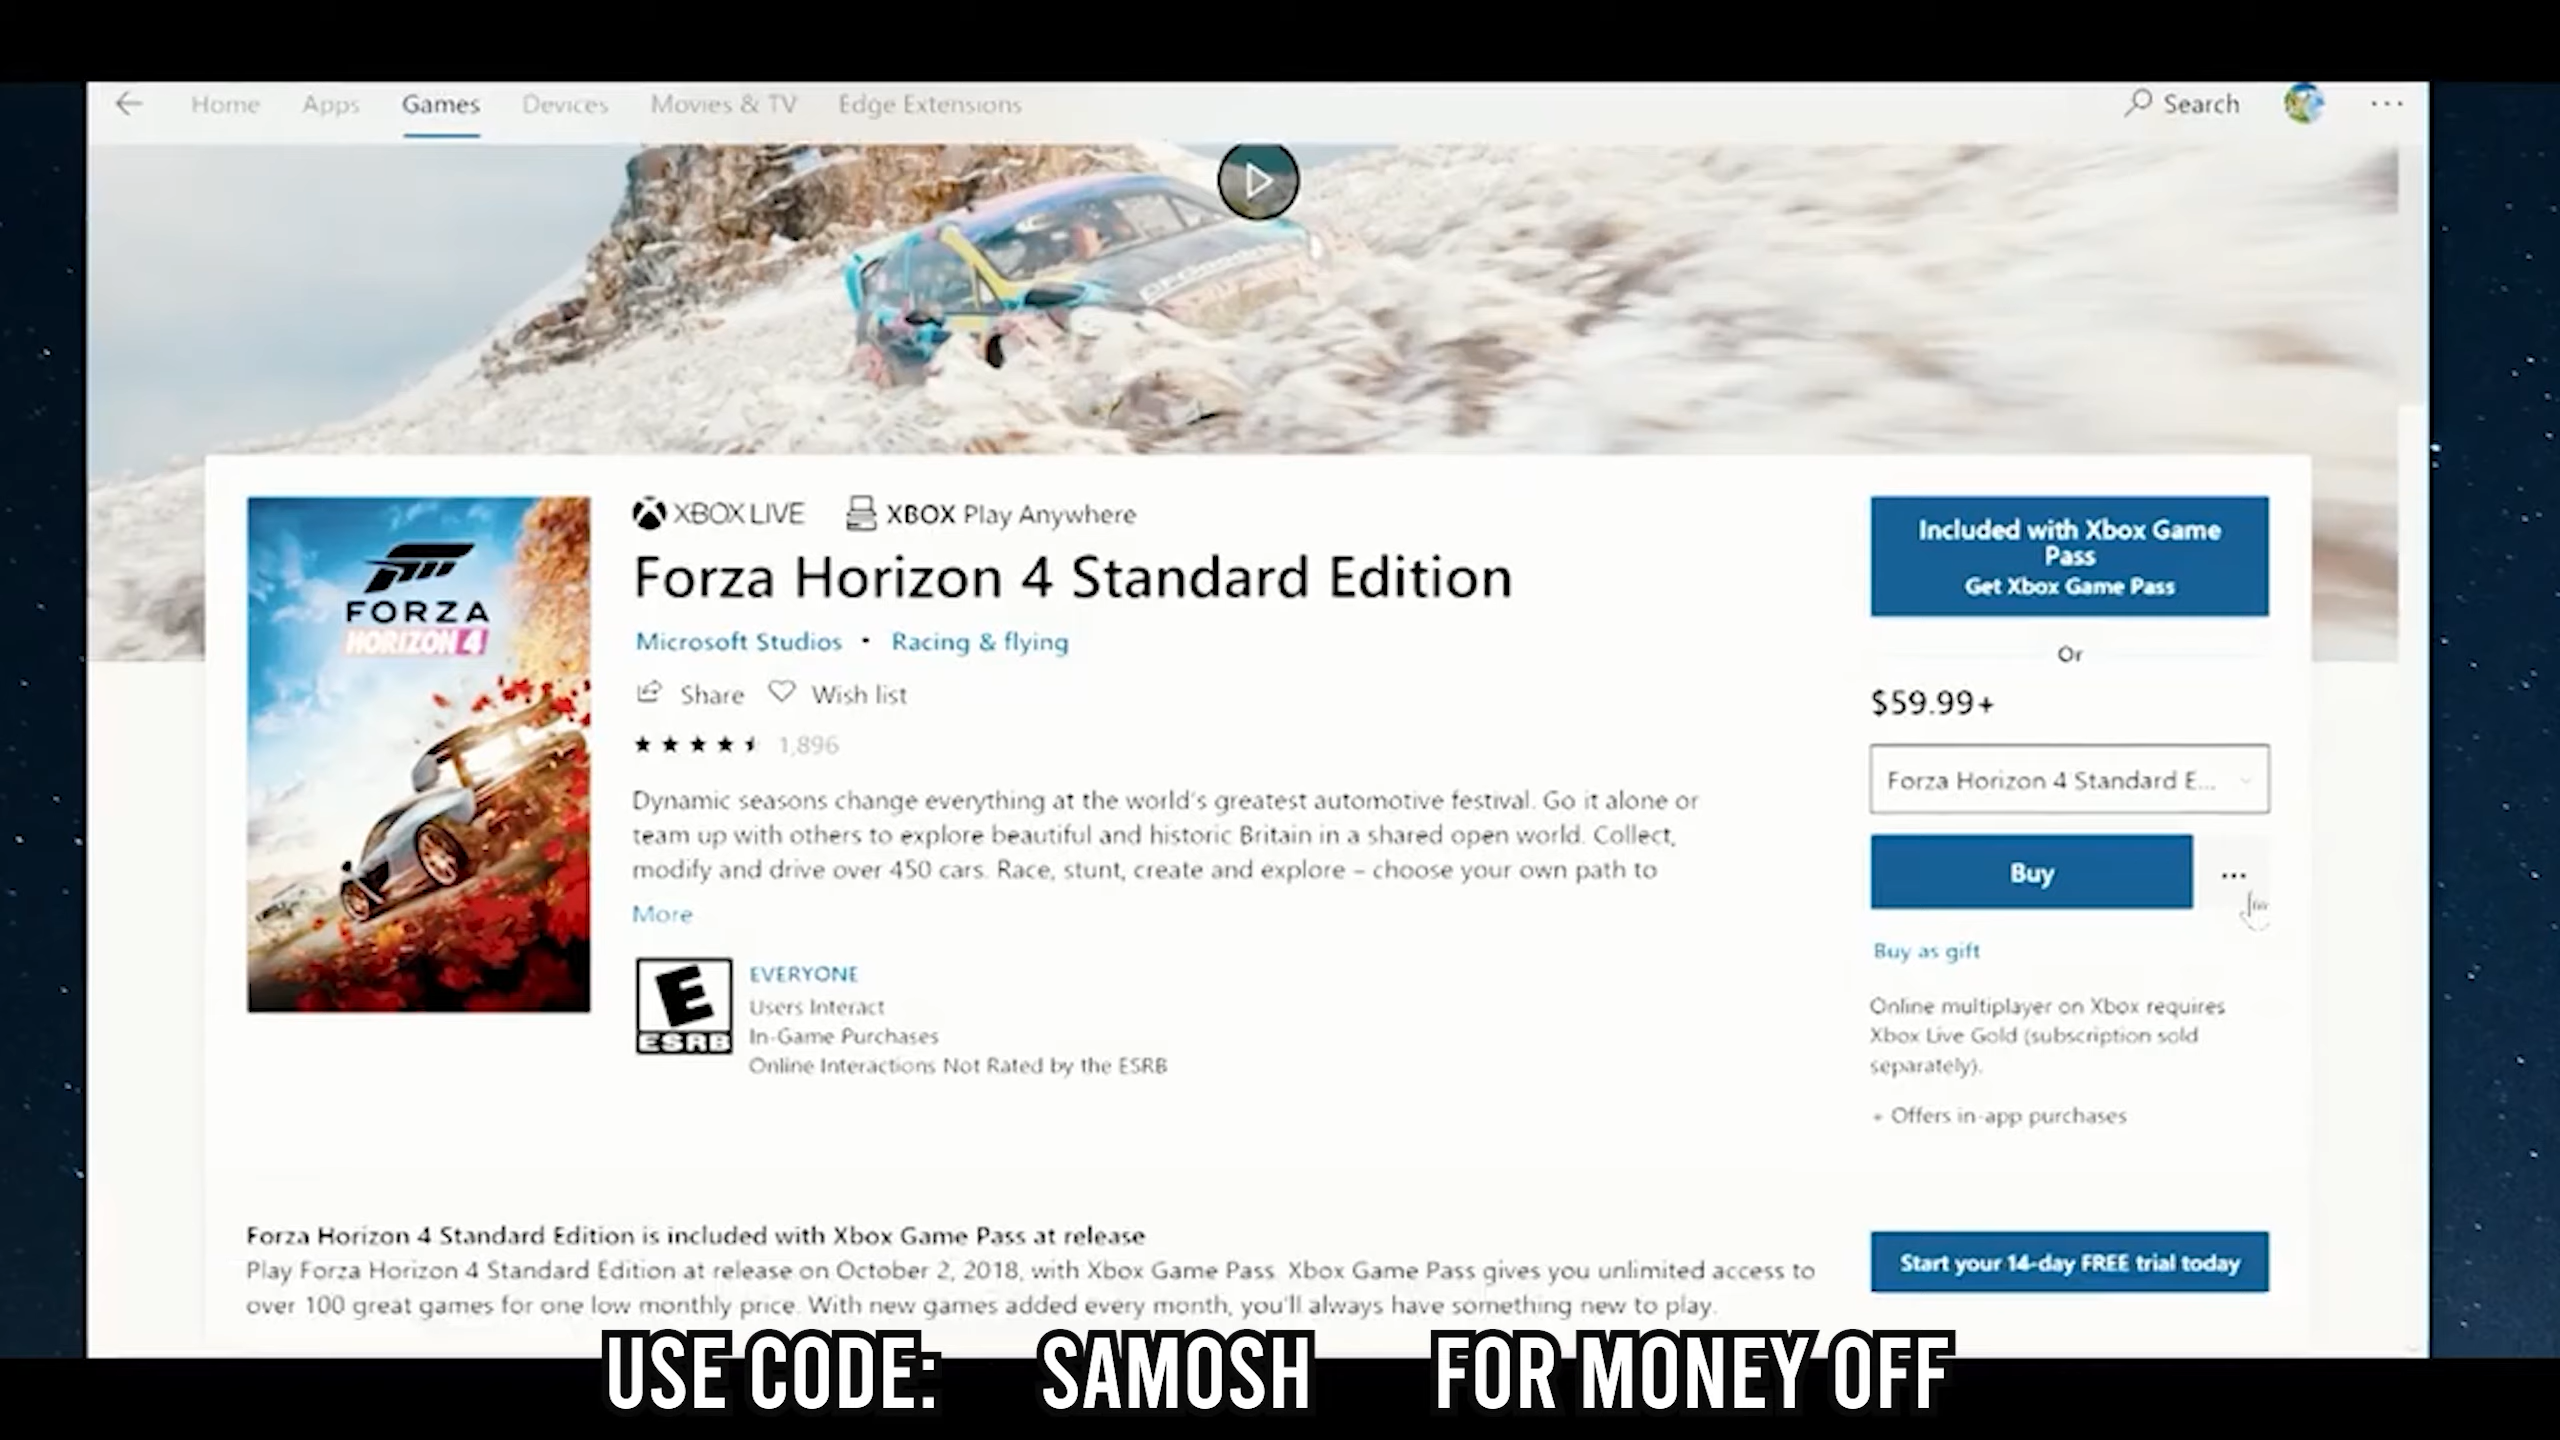 Home Apps Games Devices Movies & TV Edge Extensions Search
XBOX LIVE XBOX Play Anywhere
Forza Horizon 4 Standard Edition
Microsoft Studios • Racing & flying
Share Wish list
1,896
Dynamic seasons change everything at the world's greatest automotive festival. Go it alone or
team up with others to explore beautiful and historic Britain in a shared open world. Collect,
modify and drive over 450 cars. Race, stunt, create and explore – choose your own path to
More
FORZA
HORIZON 4
E
ESRB
EVERYONE
Users Interact
In-Game Purchases
Online Interactions Not Rated by the ESRB
Included with Xbox Game
Pass
Get Xbox Game Pass
Or
$59.99+
Forza Horizon 4 Standard E...
Buy ...
Buy as gift
Online multiplayer on Xbox requires
Xbox Live Gold (subscription sold
separately).
+ Offers in-app purchases
Forza Horizon 4 Standard Edition is included with Xbox Game Pass at release
Play Forza Horizon 4 Standard Edition at release on October 2, 2018, with Xbox Game Pass. Xbox Game Pass gives you unlimited access to
over 100 great games for one low monthly price. With new games added every month, you'll always have something new to play.
Start your 14-day FREE trial today
USE CODE: SAMOSH FOR MONEY OFF